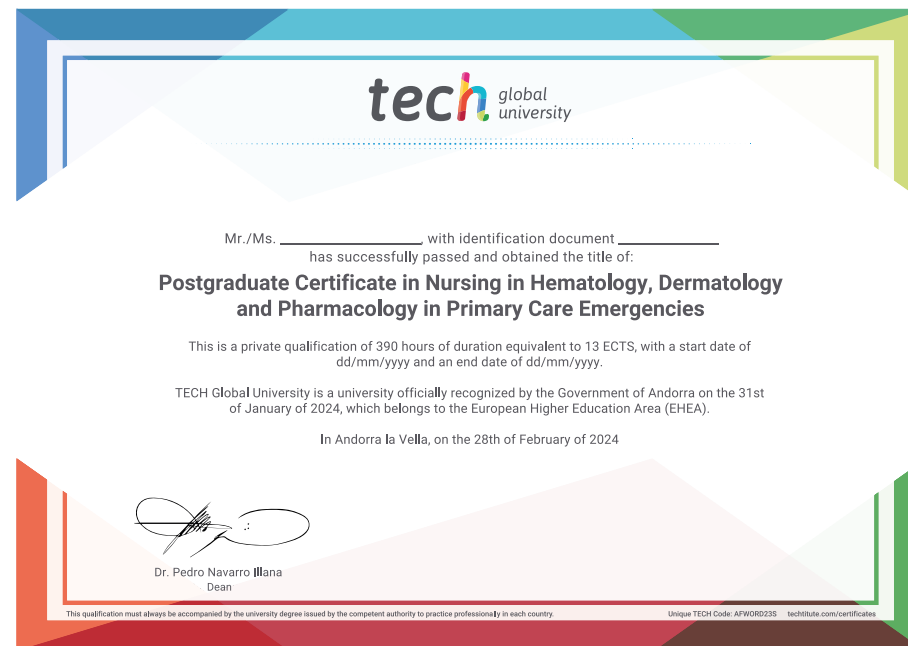 tech global university
Mr./Ms. ____________________, with identification document ______________
has successfully passed and obtained the title of:
Postgraduate Certificate in Nursing in Hematology, Dermatology
and Pharmacology in Primary Care Emergencies
This is a private qualification of 390 hours of duration equivalent to 13 ECTS, with a start date of
dd/mm/yyyy and an end date of dd/mm/yyyy.
TECH Global University is a university officially recognized by the Government of Andorra on the 31st
of January of 2024, which belongs to the European Higher Education Area (EHEA).
In Andorra la Vella, on the 28th of February of 2024
Dr. Pedro Navarro Illana
Dean
This qualification must always be accompanied by the university degree issued by the competent authority to practice professionally in each country.
Unique TECH Code: AFWORD23S techtitute.com/certificates